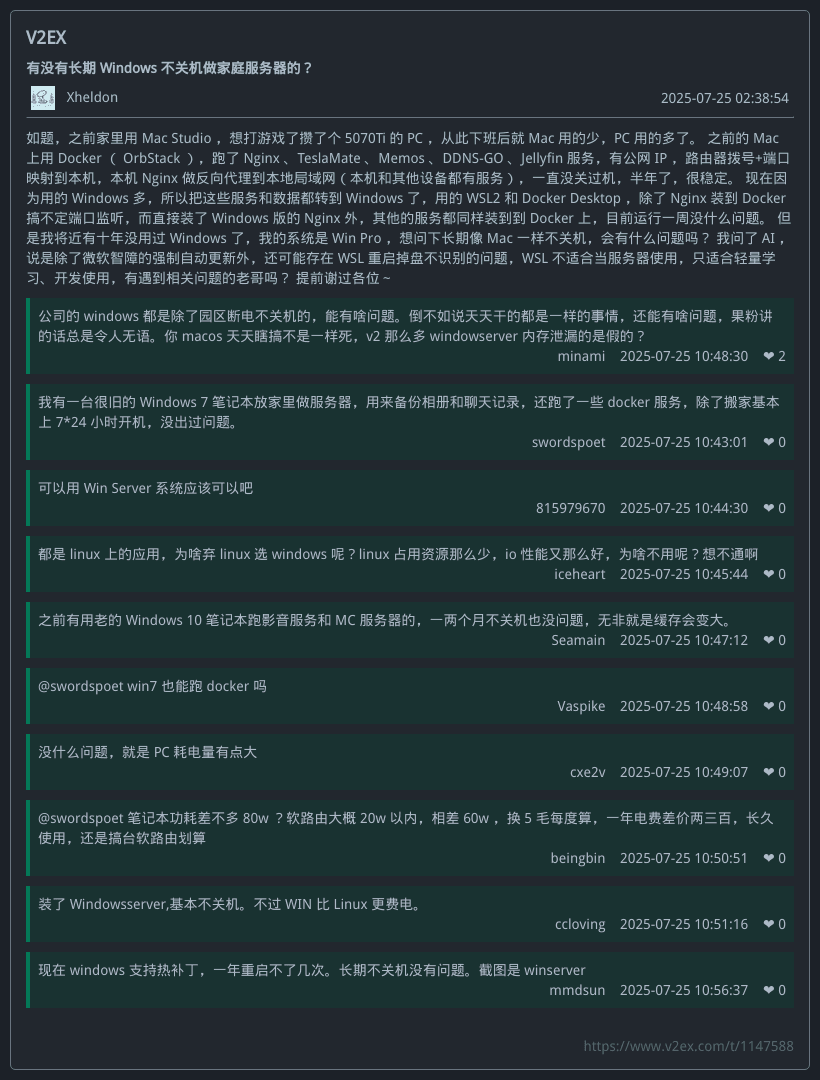 V2EX
有没有长期 Windows 不关机做家庭服务器的？
Xheldon 2025-07-25 02:38:54
如题，之前家里用 Mac Studio ，想打游戏了攒了个 5070Ti 的 PC ，从此下班后就 Mac 用的少，PC 用的多了。 之前的 Mac
上用 Docker （ OrbStack ），跑了 Nginx 、TeslaMate 、Memos 、DDNS-GO 、Jellyfin 服务，有公网 IP ，路由器拨号+端口
映射到本机，本机 Nginx 做反向代理到本地局域网（ 本机和其他设备都有服务 ），一直没关过机，半年了，很稳定。 现在因
为用的 Windows 多，所以把这些服务和数据都转到 Windows 了，用的 WSL2 和 Docker Desktop ，除了 Nginx 装到 Docker
搞不定端口监听，而直接装了 Windows 版的 Nginx 外，其他的服务都同样装到到 Docker 上，目前运行一周没什么问题。 但
是我将近有十年没用过 Windows 了，我的系统是 Win Pro ，想问下长期像 Mac 一样不关机，会有什么问题吗？ 我问了 AI ，
说是除了微软智障的强制自动更新外，还可能存在 WSL 重启掉盘不识别的问题，WSL 不适合当服务器使用，只适合轻量学
习、开发使用，有遇到相关问题的老哥吗？ 提前谢过各位 ~
公司的 windows 都是除了园区断电不关机的，能有啥问题。倒不如说天天干的都是一样的事情，还能有啥问题，果粉讲
的话总是令人无语。你 macos 天天瞎搞不是一样死，v2 那么多 windowserver 内存泄漏的是假的？
minami 2025-07-25 10:48:30 ❤ 2
我有一台很旧的 Windows 7 笔记本放家里做服务器，用来备份相册和聊天记录，还跑了一些 docker 服务，除了搬家基本
上 7*24 小时开机，没出过问题。
swordspoet 2025-07-25 10:43:01 ❤ 0
可以用 Win Server 系统应该可以吧
815979670 2025-07-25 10:44:30 ❤ 0
都是 linux 上的应用，为啥弃 linux 选 windows 呢？linux 占用资源那么少，io 性能又那么好，为啥不用呢？想不通啊
iceheart 2025-07-25 10:45:44 ❤ 0
之前有用老的 Windows 10 笔记本跑影音服务和 MC 服务器的，一两个月不关机也没问题，无非就是缓存会变大。
Seamain 2025-07-25 10:47:12 ❤ 0
@swordspoet win7 也能跑 docker 吗
Vaspike 2025-07-25 10:48:58 ❤ 0
没什么问题，就是 PC 耗电量有点大
cxe2v 2025-07-25 10:49:07 ❤ 0
@swordspoet 笔记本功耗差不多 80w ？软路由大概 20w 以内，相差 60w ，换 5 毛每度算，一年电费差价两三百，长久
使用，还是搞台软路由划算
beingbin 2025-07-25 10:50:51 ❤ 0
装了 Windowsserver,基本不关机。不过 WIN 比 Linux 更费电。
ccloving 2025-07-25 10:51:16 ❤ 0
现在 windows 支持热补丁，一年重启不了几次。长期不关机没有问题。截图是 winserver
mmdsun 2025-07-25 10:56:37 ❤ 0
https://www.v2ex.com/t/1147588